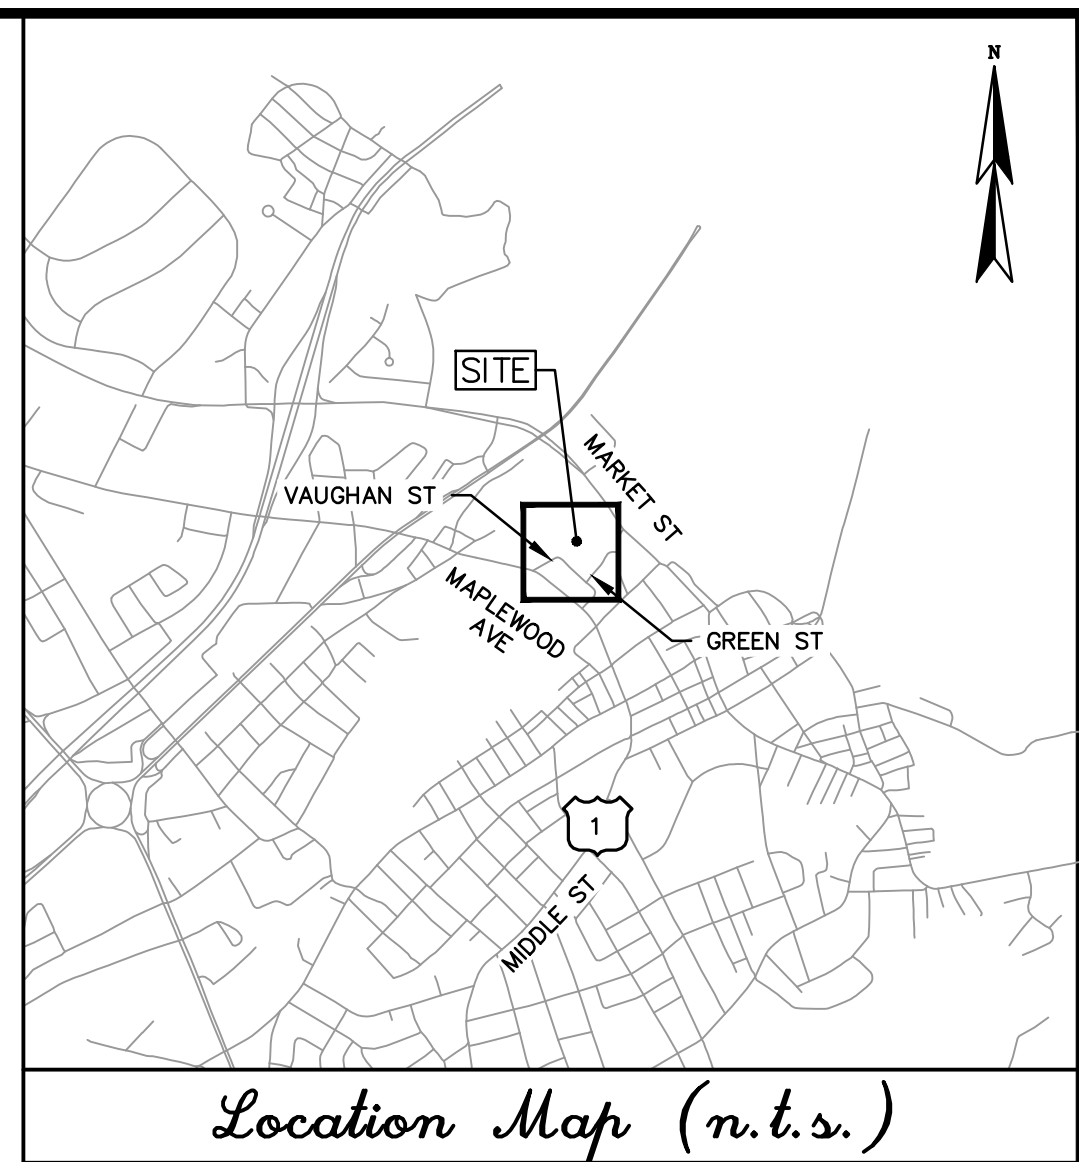 N
SITE
MARKET ST
VAUGHAN ST
MAPLEWOOD
AVE
GREEN ST
1
MIDDLE ST
Location Map (n.t.s.)